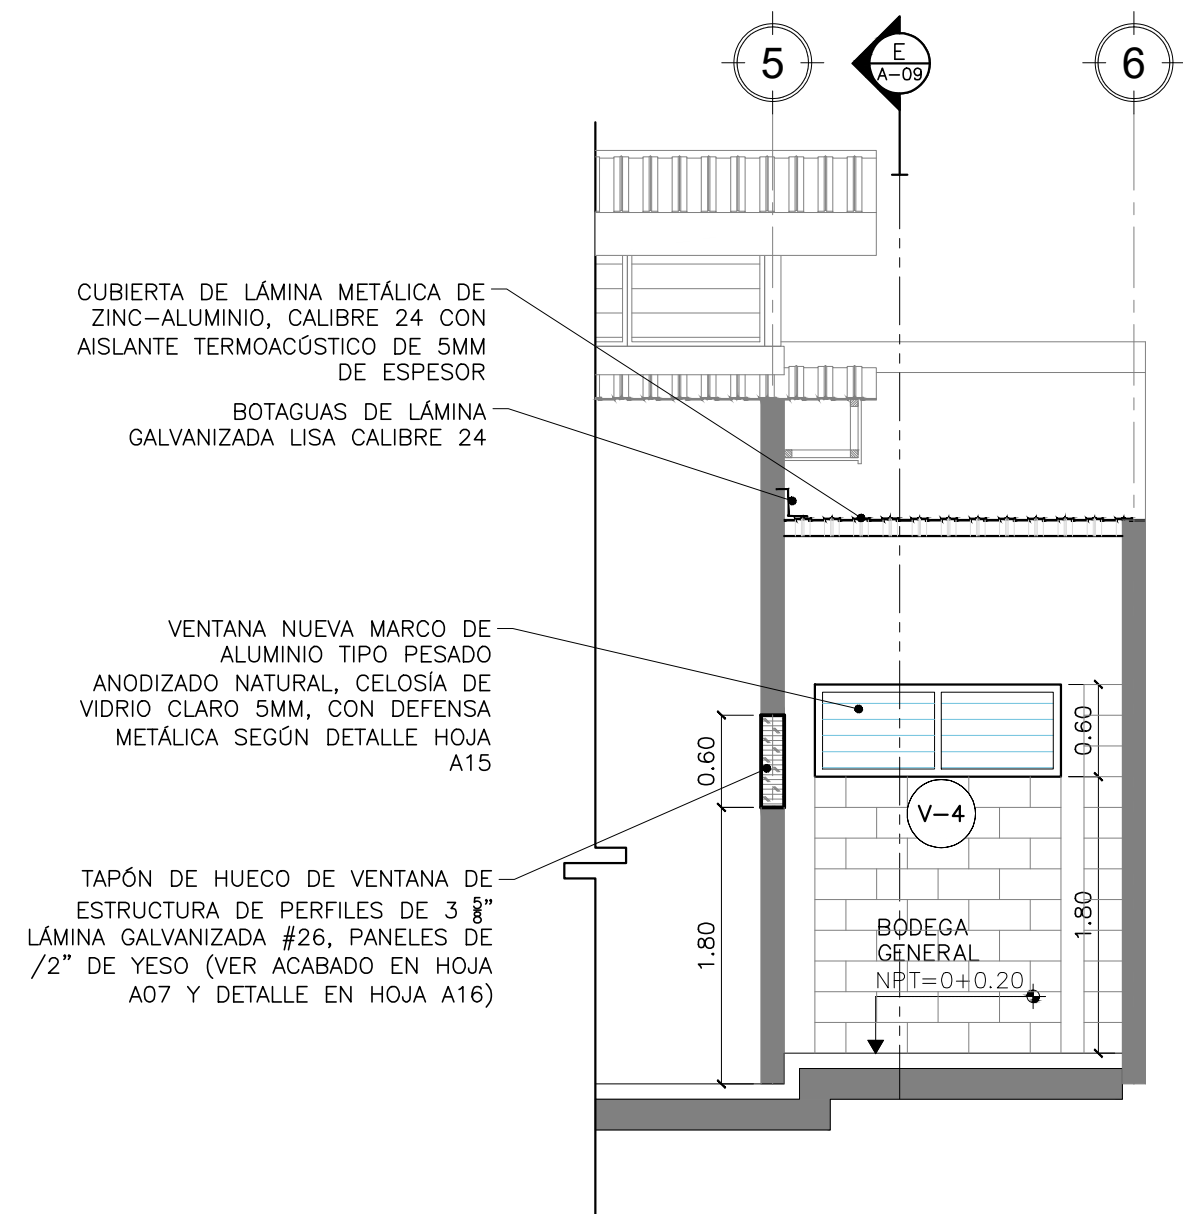 5
E
A-09
6
CUBIERTA DE LÁMINA METÁLICA DE
ZINC-ALUMINIO, CALIBRE 24 CON
AISLANTE TERMOACÚSTICO DE 5MM
DE ESPESOR
BOTAGUAS DE LÁMINA
GALVANIZADA LISA CALIBRE 24
VENTANA NUEVA MARCO DE
ALUMINIO TIPO PESADO
ANODIZADO NATURAL, CELOSÍA DE
VIDRIO CLARO 5MM, CON DEFENSA
METÁLICA SEGÚN DETALLE HOJA
A15
TAPÓN DE HUECO DE VENTANA DE
ESTRUCTURA DE PERFILES DE 3 5/8"
LÁMINA GALVANIZADA #26, PANELES DE
/2" DE YESO (VER ACABADO EN HOJA
A07 Y DETALLE EN HOJA A16)
0.60
1.80
0.60
1.80
V-4
BODEGA
GENERAL
NPT=0+0.20